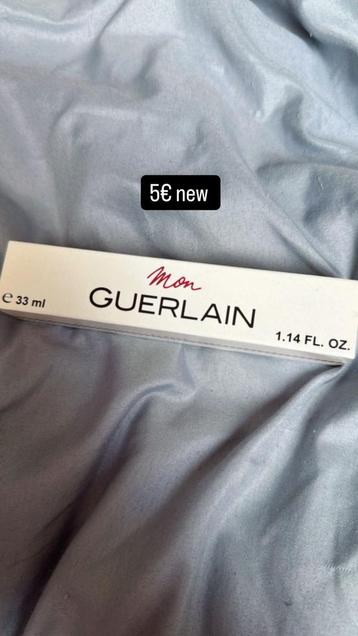 5€ new
Mon
GUERLAIN
e 33 ml
1.14 FL. OZ.